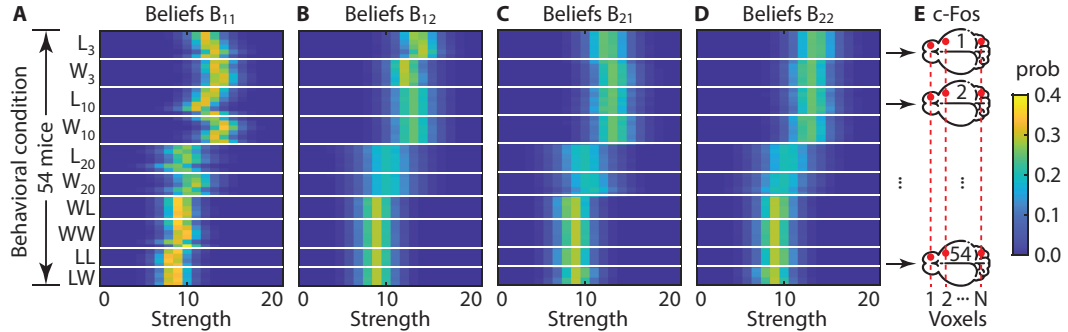 A Beliefs B₁₁
B Beliefs B₁₂
C Beliefs B₂₁
D Beliefs B₂₂
E c-Fos
Behavioral condition
54 mice
L₃
W₃
L₁₀
W₁₀
L₂₀
W₂₀
WL
WW
LL
LW
0 10 20
Strength
0 10 20
Strength
0 10 20
Strength
0 10 20
Strength
1
2
...
...
54
1 2 ... N
Voxels
prob
0.4
0.3
0.2
0.1
0.0